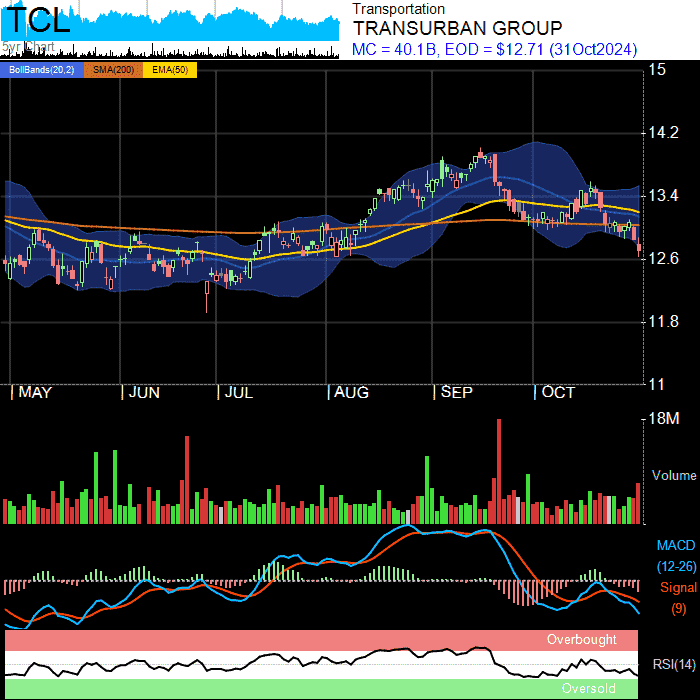 TCL
5yr Chart
Transportation
TRANSURBAN GROUP
MC = 40.1B, EOD = $12.71 (31Oct2024)
BollBands(20,2) SMA(200) EMA(50)
15
14.2
13.4
12.6
11.8
11
MAY JUN JUL AUG SEP OCT
18M
Volume
MACD
(12-26)
Signal
(9)
Overbought
RSI(14)
Oversold